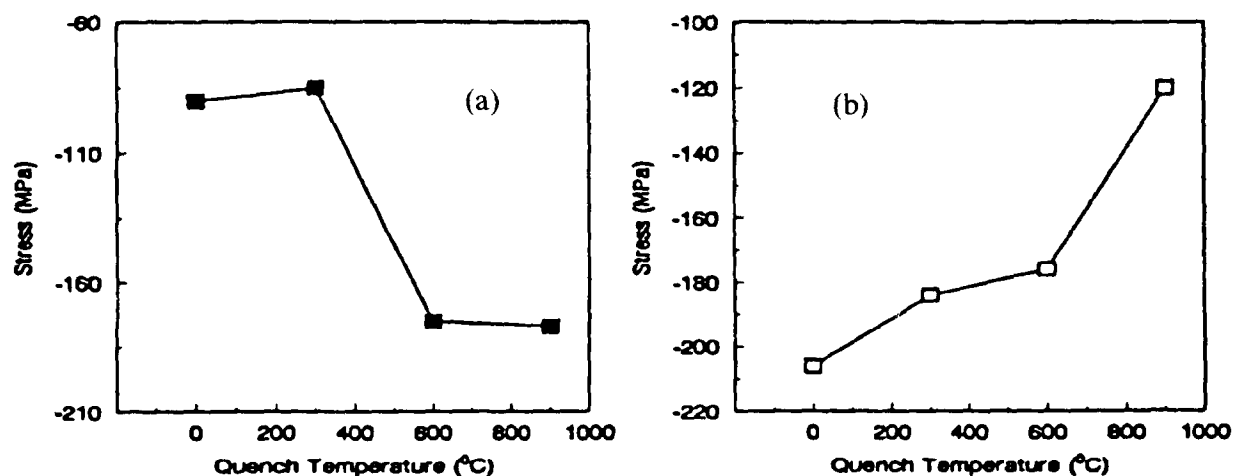 -60
-110
-160
-210
Stress (MPa)
(a)
0 200 400 600 800 1000
Quench Temperature (°C)
-100
-120
-140
-160
-180
-200
-220
Stress (MPa)
(b)
0 200 400 600 800 1000
Quench Temperature (°C)